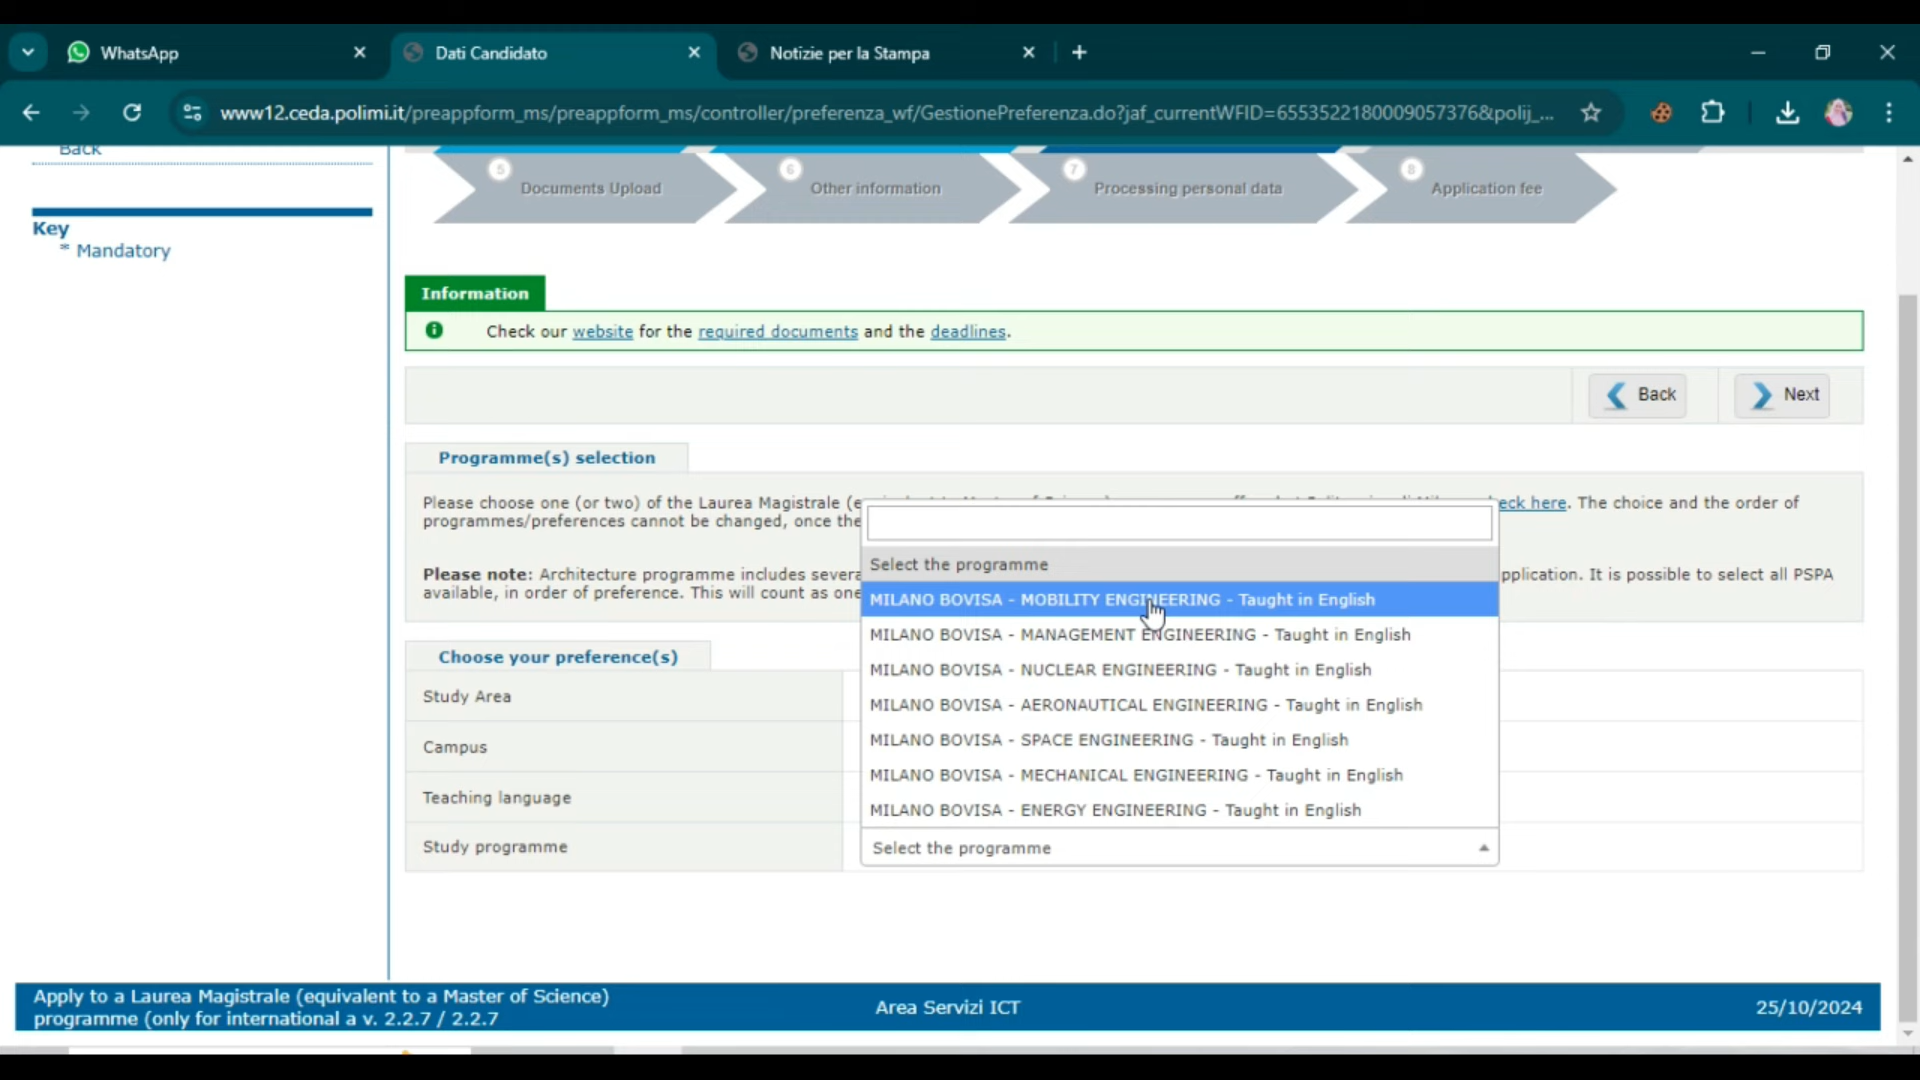 WhatsApp
Dati Candidato
Notizie per la Stampa
www12.ceda.polimi.it/preappform_ms/preappform_ms/controller/preferenza_wf/GestionePreferenza.do?jaf_currentWFID=6553522180009057376&polij_...
Back
5 Documents Upload
6 Other information
7 Processing personal data
8 Application fee
Key
* Mandatory
Information
Check our website for the required documents and the deadlines.
Back
Next
Programme(s) selection
Please choose one (or two) of the Laurea Magistrale (e check here. The choice and the order of
programmes/preferences cannot be changed, once the
Please note: Architecture programme includes severa pplication. It is possible to select all PSPA
available, in order of preference. This will count as one
Select the programme
MILANO BOVISA - MOBILITY ENGINEERING - Taught in English
MILANO BOVISA - MANAGEMENT ENGINEERING - Taught in English
MILANO BOVISA - NUCLEAR ENGINEERING - Taught in English
MILANO BOVISA - AERONAUTICAL ENGINEERING - Taught in English
MILANO BOVISA - SPACE ENGINEERING - Taught in English
MILANO BOVISA - MECHANICAL ENGINEERING - Taught in English
MILANO BOVISA - ENERGY ENGINEERING - Taught in English
Choose your preference(s)
Study Area
Campus
Teaching language
Study programme
Select the programme
Apply to a Laurea Magistrale (equivalent to a Master of Science)
programme (only for international a v. 2.2.7 / 2.2.7
Area Servizi ICT
25/10/2024